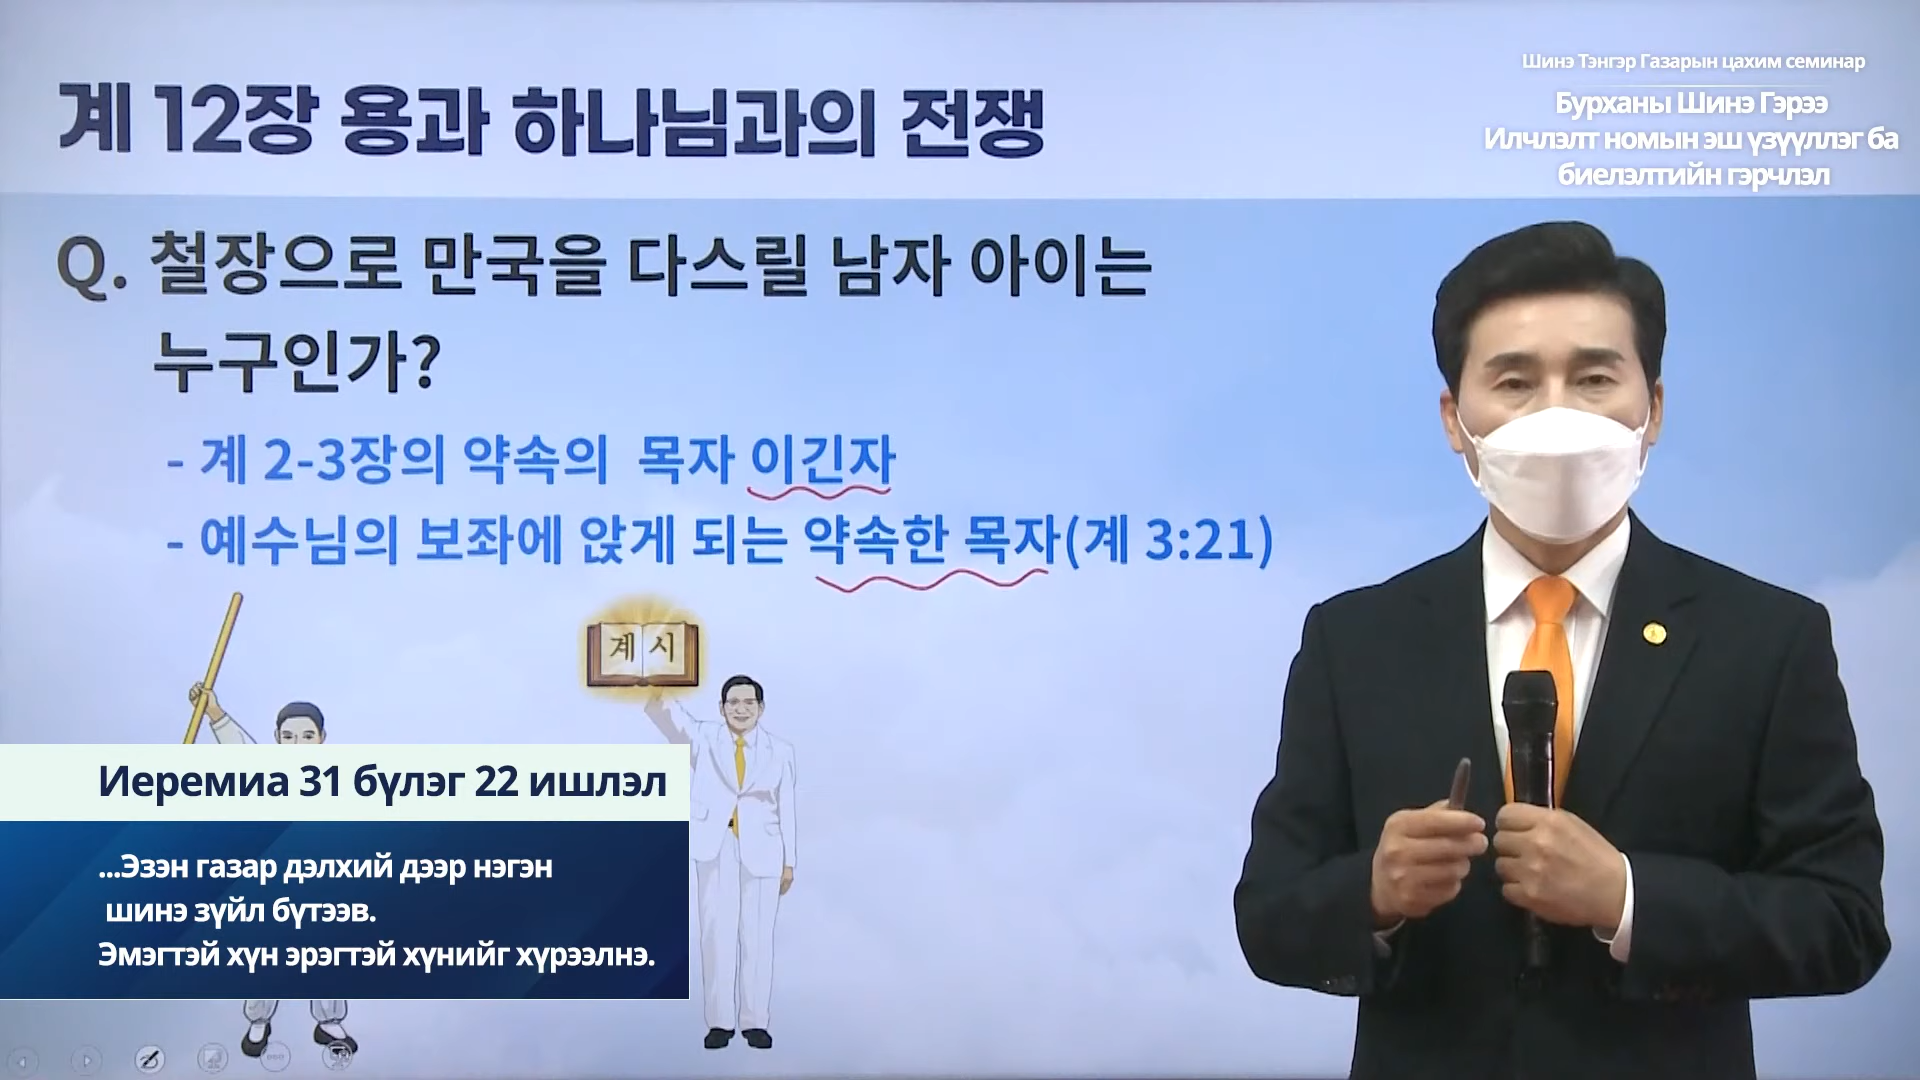 계 12장 용과 하나님과의 전쟁
Шинэ Тэнгэр Газарын цахим семинар
Бурханы Шинэ Гэрээ
Илчлэлт номын эш үзүүллэг ба
биелэлтийн гэрчлэл
Q. 철장으로 만국을 다스릴 남자 아이는
누구인가?
- 계 2-3장의 약속의 목자 이긴자
- 예수님의 보좌에 앉게 되는 약속한 목자(계 3:21)
계 시
Иеремиа 31 бүлэг 22 ишлэл
...Эзэн газар дэлхий дээр нэгэн
шинэ зүйл бүтээв.
Эмэгтэй хүн эрэгтэй хүнийг хүрээлнэ.